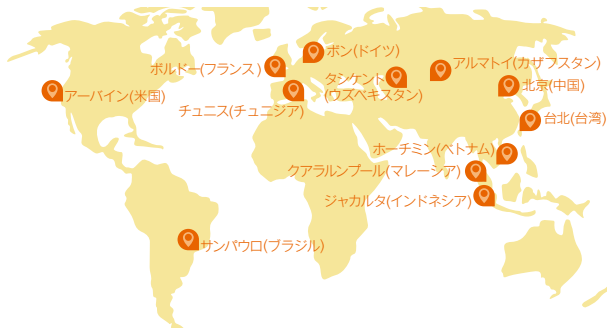 ボン(ドイツ)
ボルドー(フランス)
アルマトイ(カザフスタン)
タシケント
(ウズベキスタン)
北京(中国)
アーバイン(米国)
チュニス(チュニジア)
台北(台湾)
ホーチミン(ベトナム)
クアラルンプール(マレーシア)
ジャカルタ(インドネシア)
サンパウロ(ブラジル)